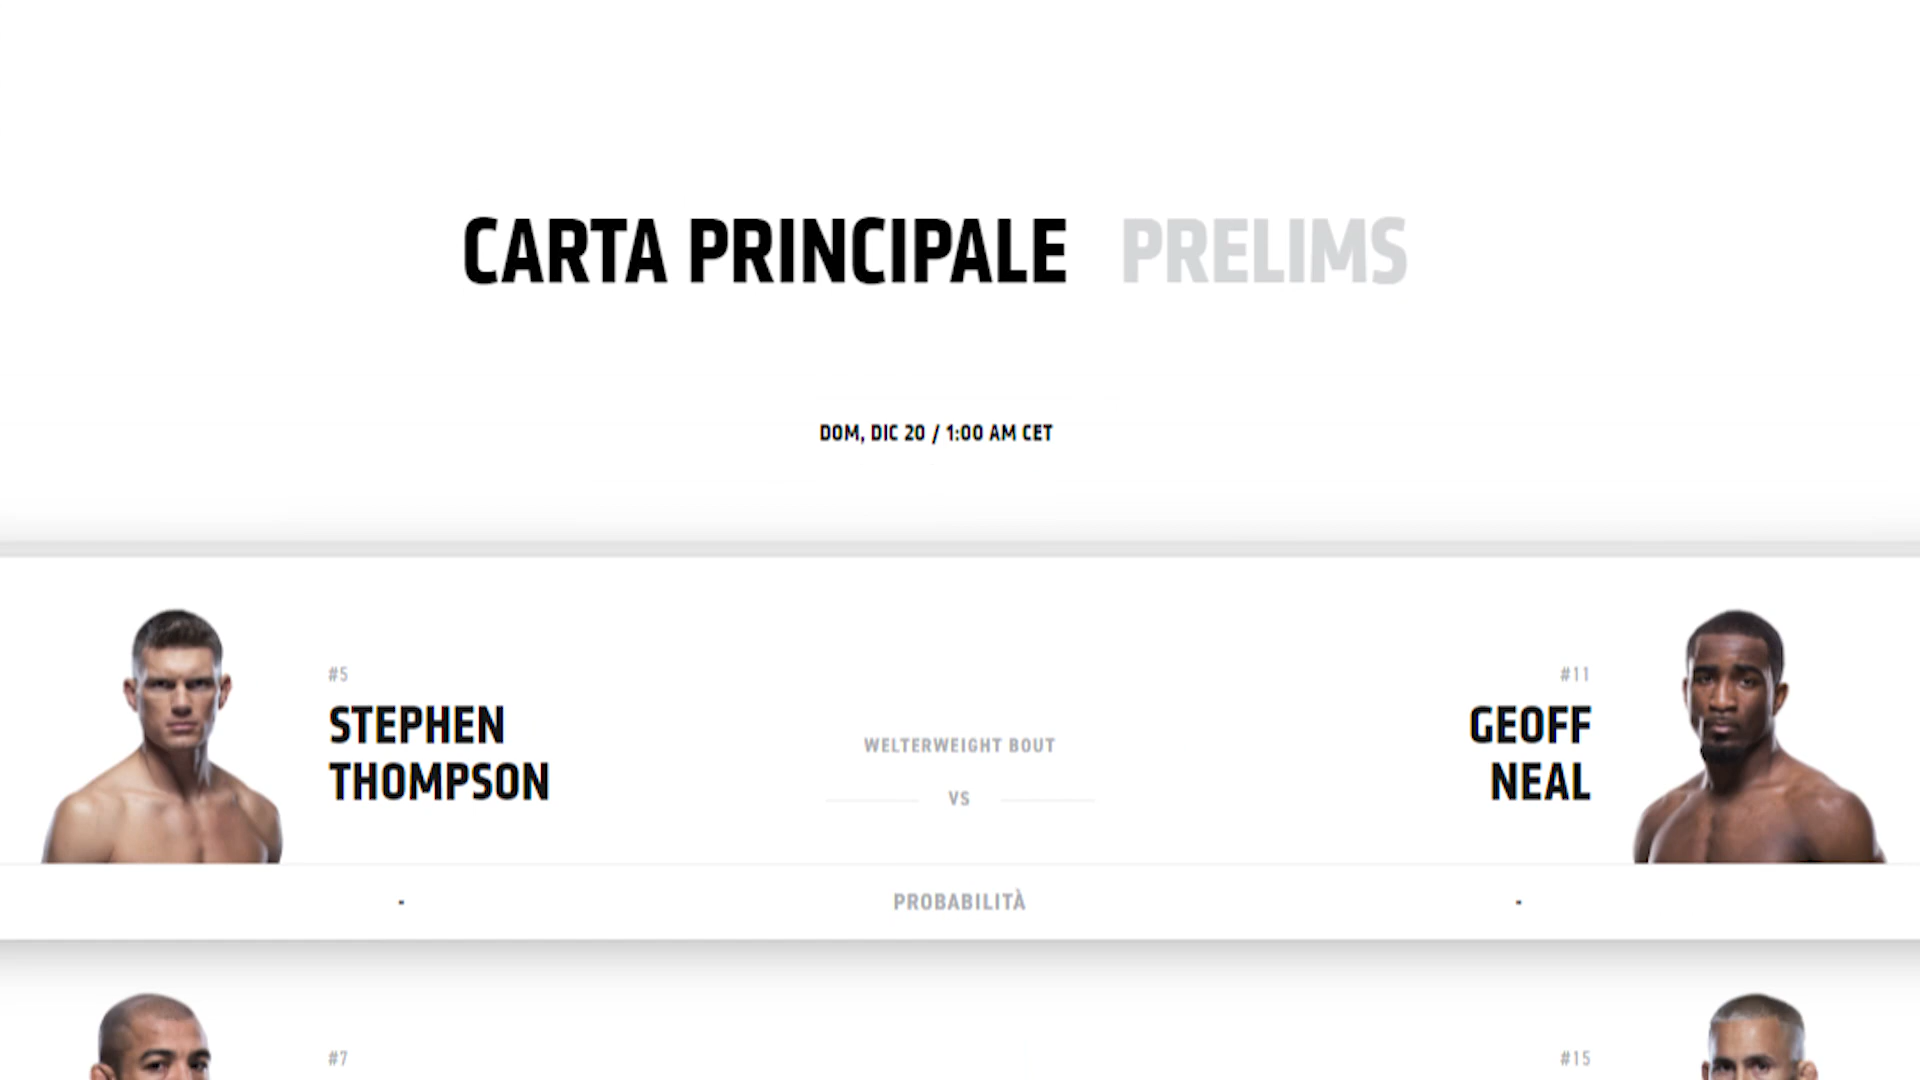 CARTA PRINCIPALE PRELIMS
DOM, DIC 20 / 1:00 AM CET
#5
STEPHEN
THOMPSON
WELTERWEIGHT BOUT
VS
#11
GEOFF
NEAL
- PROBABILITÀ -
#7
#15